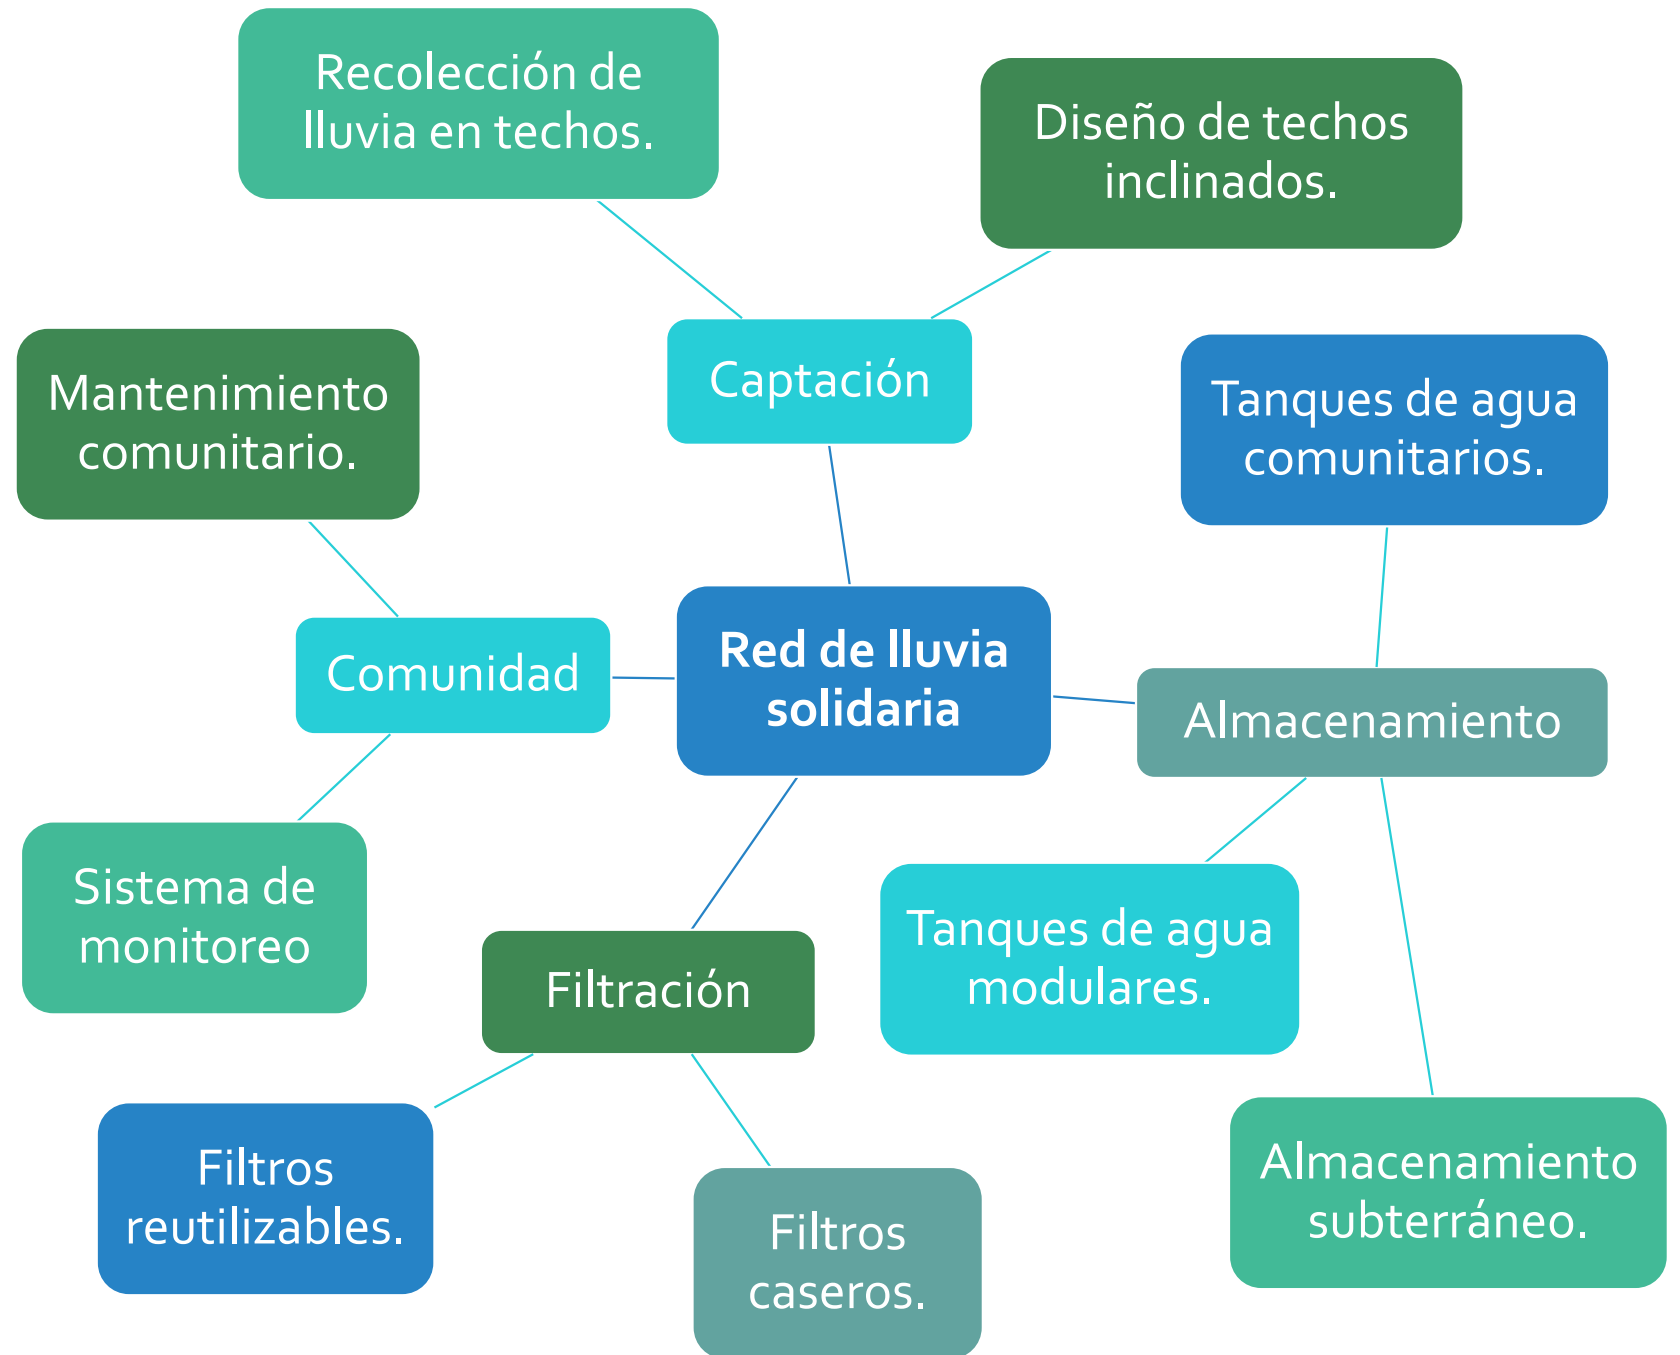 Recolección de
lluvia en techos.
Diseño de techos
inclinados.
Captación
Mantenimiento
comunitario.
Tanques de agua
comunitarios.
Comunidad
Red de lluvia
solidaria
Almacenamiento
Sistema de
monitoreo
Filtración
Tanques de agua
modulares.
Filtros
reutilizables.
Filtros
caseros.
Almacenamiento
subterráneo.